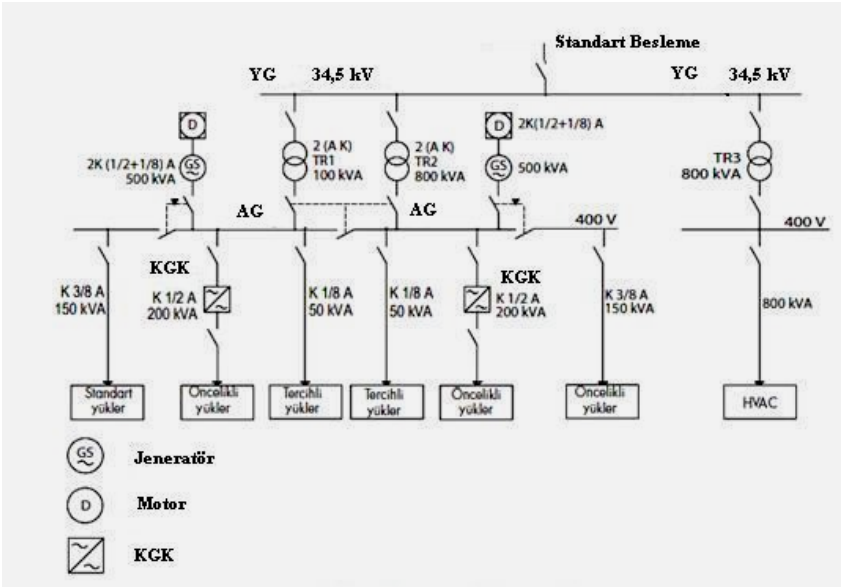 Standart Besleme
YG 34,5 kV
YG 34,5 kV
D
D 2K(1/2+1/8) A
2K (1/2+1/8) A
500 kVA
GS
2 (A K)
TR1
100 kVA
2 (A K)
TR2
800 kVA
GS
500 kVA
TR3
800 kVA
AG
AG
400 V
400 V
KGK
KGK
K 3/8 A
150 kVA
K 1/2 A
200 kVA
K 1/8 A
50 kVA
K 1/8 A
50 kVA
K 1/2 A
200 kVA
K 3/8 A
150 kVA
800 kVA
Standart
yükler
Öncelikli
yükler
Tercihli
yükler
Tercihli
yükler
Öncelikli
yükler
Öncelikli
yükler
HVAC
GS Jeneratör
D Motor
KGK